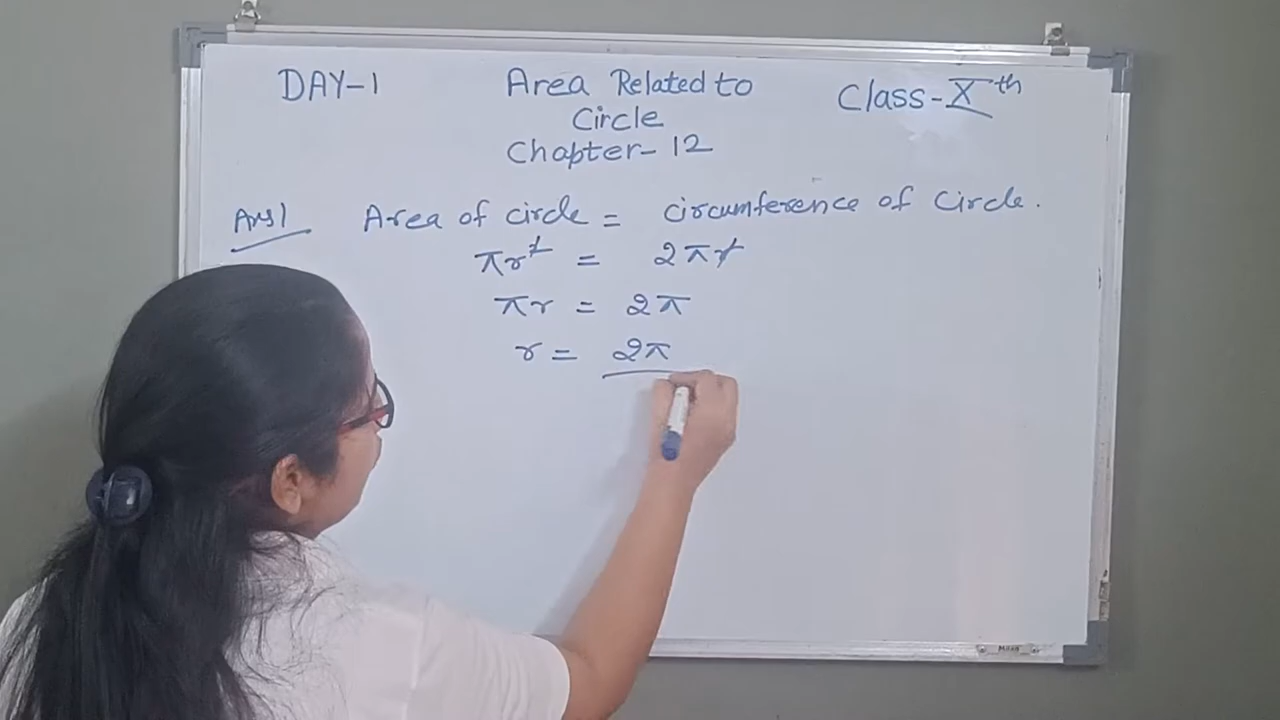 DAY-1
Area Related to
Circle
Chapter-12
Class-Xth
Ans1
Area of circle = circumference of circle.
πr² = 2πr
πr = 2π
r = 2π